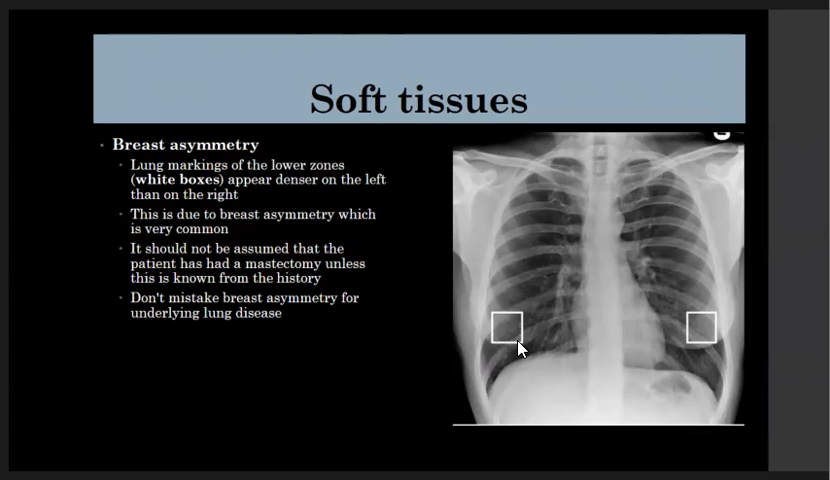 Soft tissues
Breast asymmetry
Lung markings of the lower zones
(white boxes) appear denser on the left
than on the right
This is due to breast asymmetry which
is very common
It should not be assumed that the
patient has had a mastectomy unless
this is known from the history
Don't mistake breast asymmetry for
underlying lung disease